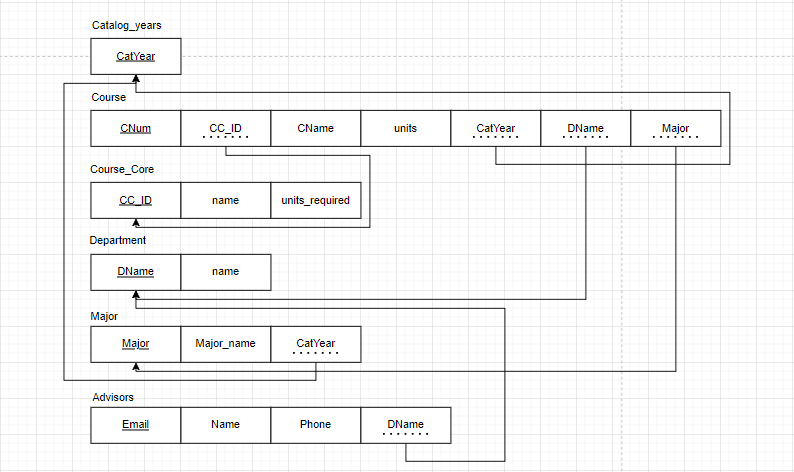 Catalog_years
CatYear
Course
CNum CC_ID CName units CatYear DName Major
Course_Core
CC_ID name units_required
Department
DName name
Major
Major Major_name CatYear
Advisors
Email Name Phone DName